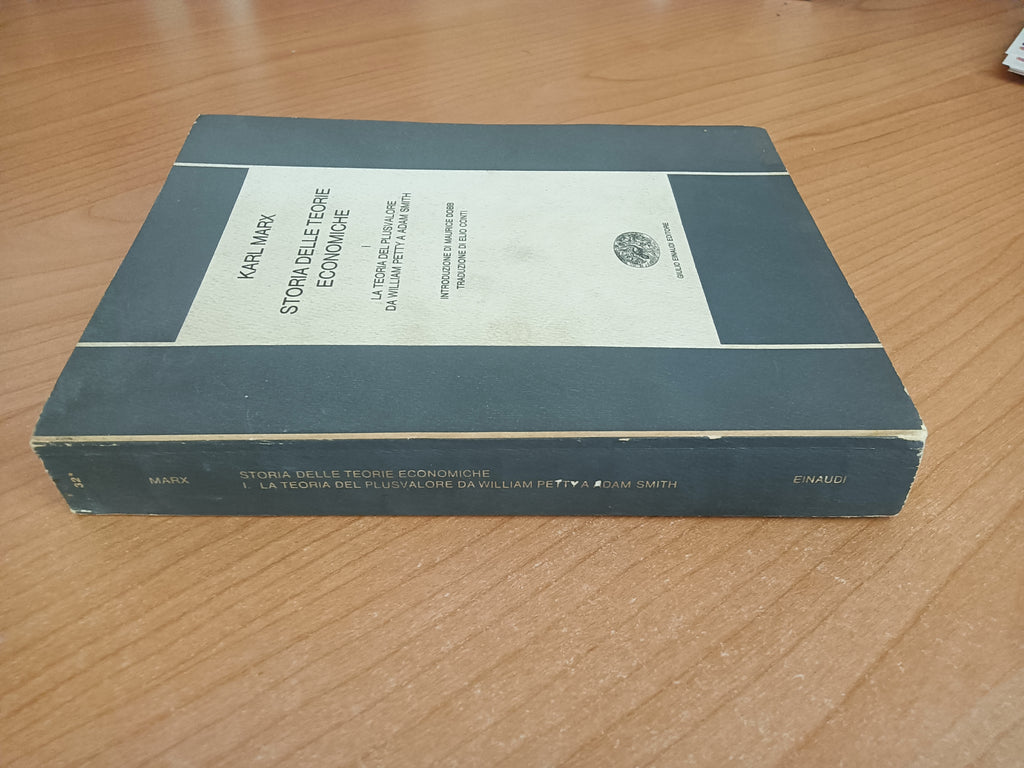 KARL MARX
STORIA DELLE TEORIE
ECONOMICHE
I
LA TEORIA DEL PLUSVALORE
DA WILLIAM PETTY A ADAM SMITH
INTRODUZIONE DI MAURICE DOBB
TRADUZIONE DI ELIO CONTI
GIULIO EINAUDI EDITORE
32*
MARX
STORIA DELLE TEORIE ECONOMICHE
I. LA TEORIA DEL PLUSVALORE DA WILLIAM PETTY A ADAM SMITH
EINAUDI